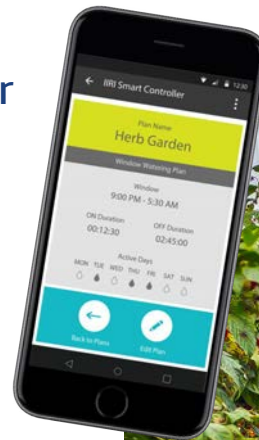 r
12:30
IIRI Smart Controller
Plan Name
Herb Garden
Window Watering Plan
Window
9:00 PM - 5:30 AM
ON Duration OFF Duration
00:12:30 02:45:00
Active Days
MON TUE WED THU FRI SAT SUN
Back to Plans Edit Plan